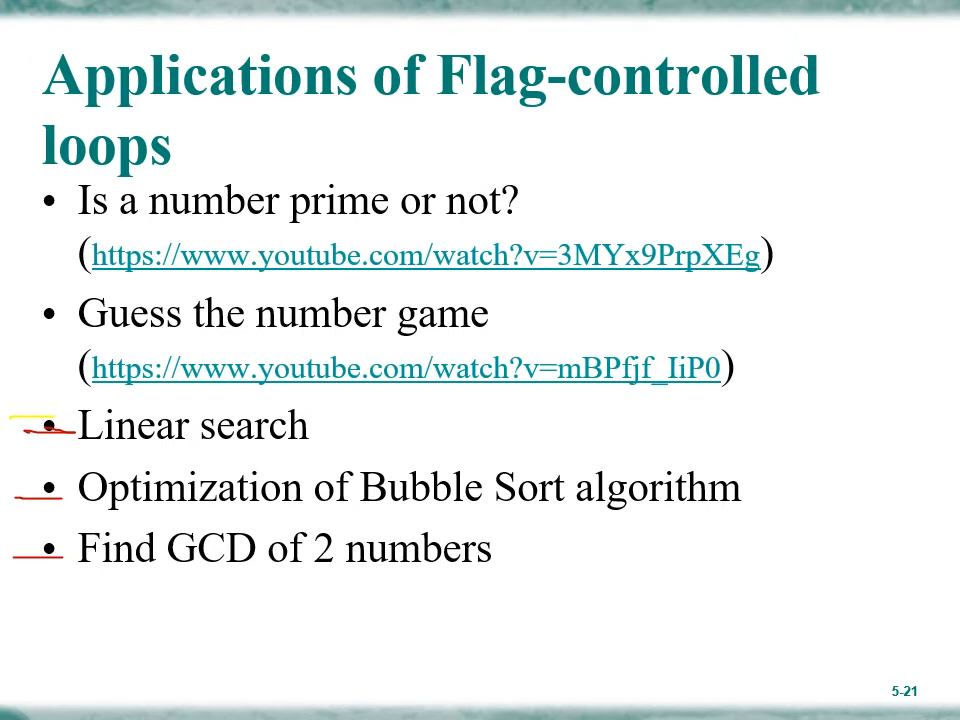 Applications of Flag-controlled
loops
• Is a number prime or not?
(https://www.youtube.com/watch?v=3MYx9PrpXEg)
• Guess the number game
(https://www.youtube.com/watch?v=mBPfjf_IiP0)
• Linear search
• Optimization of Bubble Sort algorithm
• Find GCD of 2 numbers
5-21